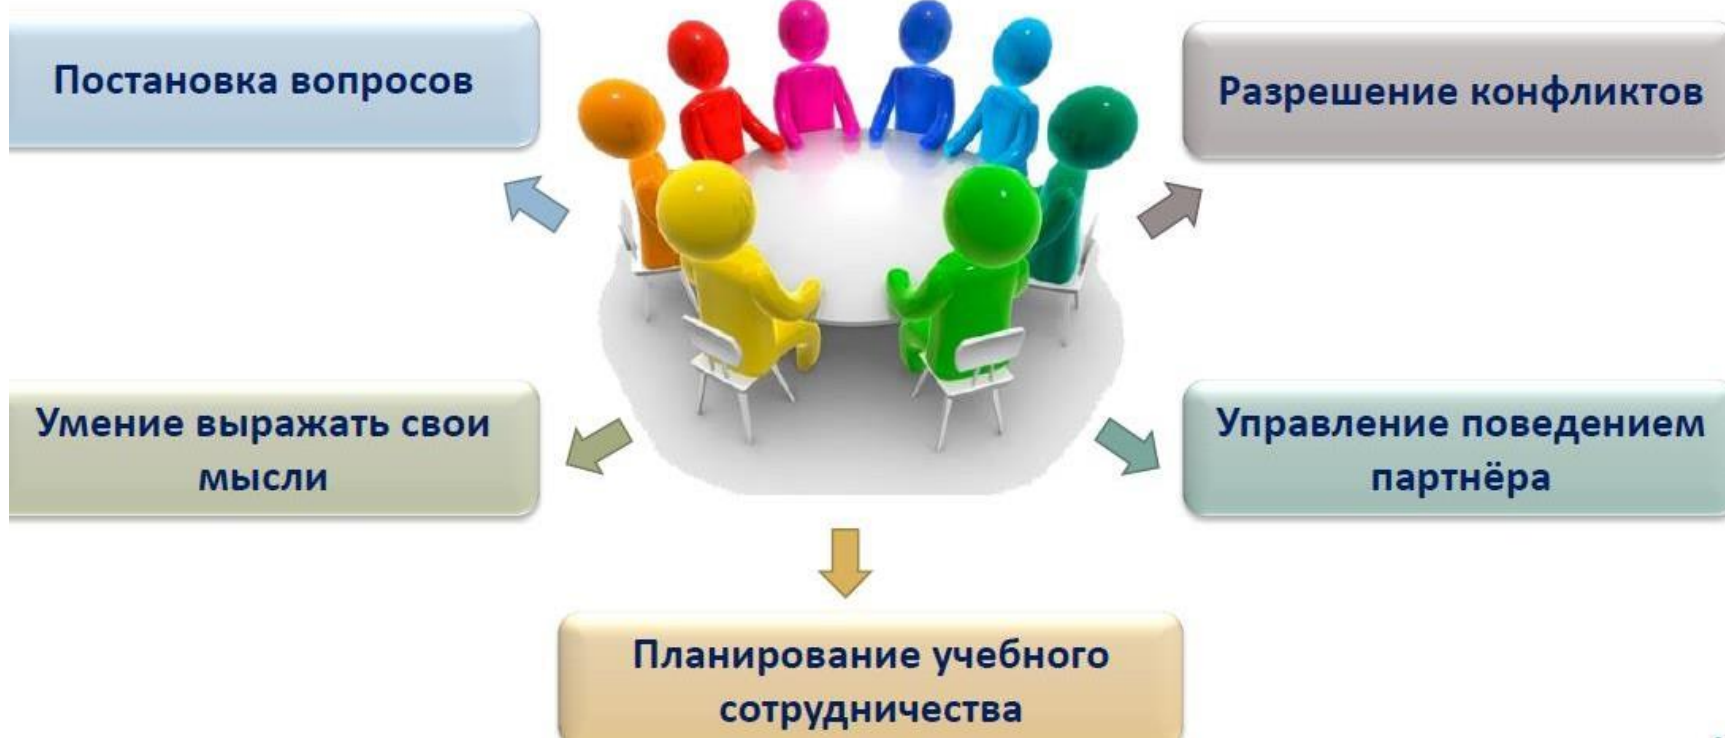 Постановка вопросов
Разрешение конфликтов
Умение выражать свои
мысли
Управление поведением
партнёра
Планирование учебного
сотрудничества